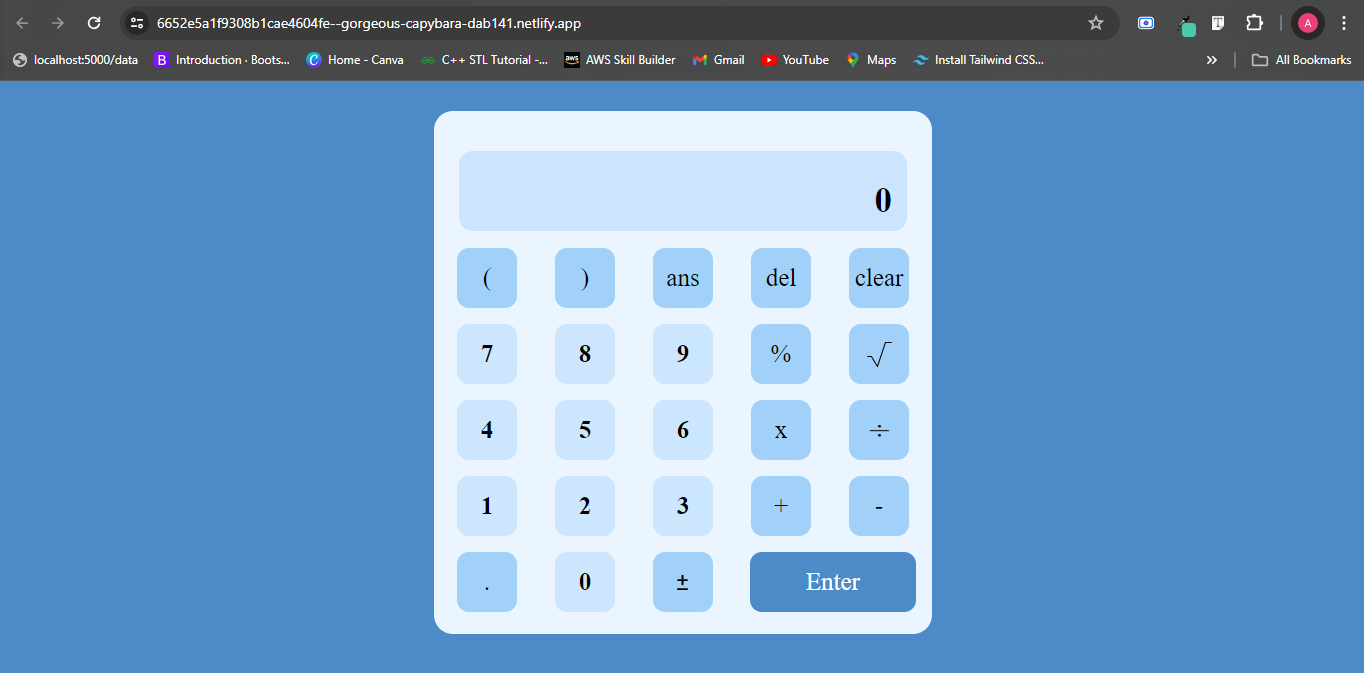 6652e5a1f9308b1cae4604fe--gorgeous-capybara-dab141.netlify.app
T A
localhost:5000/data B Introduction · Boots... C Home - Canva C++ STL Tutorial -... aws AWS Skill Builder Gmail YouTube Maps Install Tailwind CSS... » All Bookmarks
0
( ) ans del clear
7 8 9 % √
4 5 6 x ÷
1 2 3 + -
. 0 ± Enter